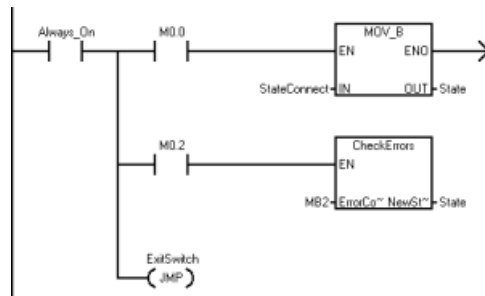 Always_On M0.0 MOV_B
EN ENO
StateConnect IN OUT State
M0.2 CheckErrors
EN
MB2 ErrorCo~ NewSt~ State
ExitSwitch
JMP